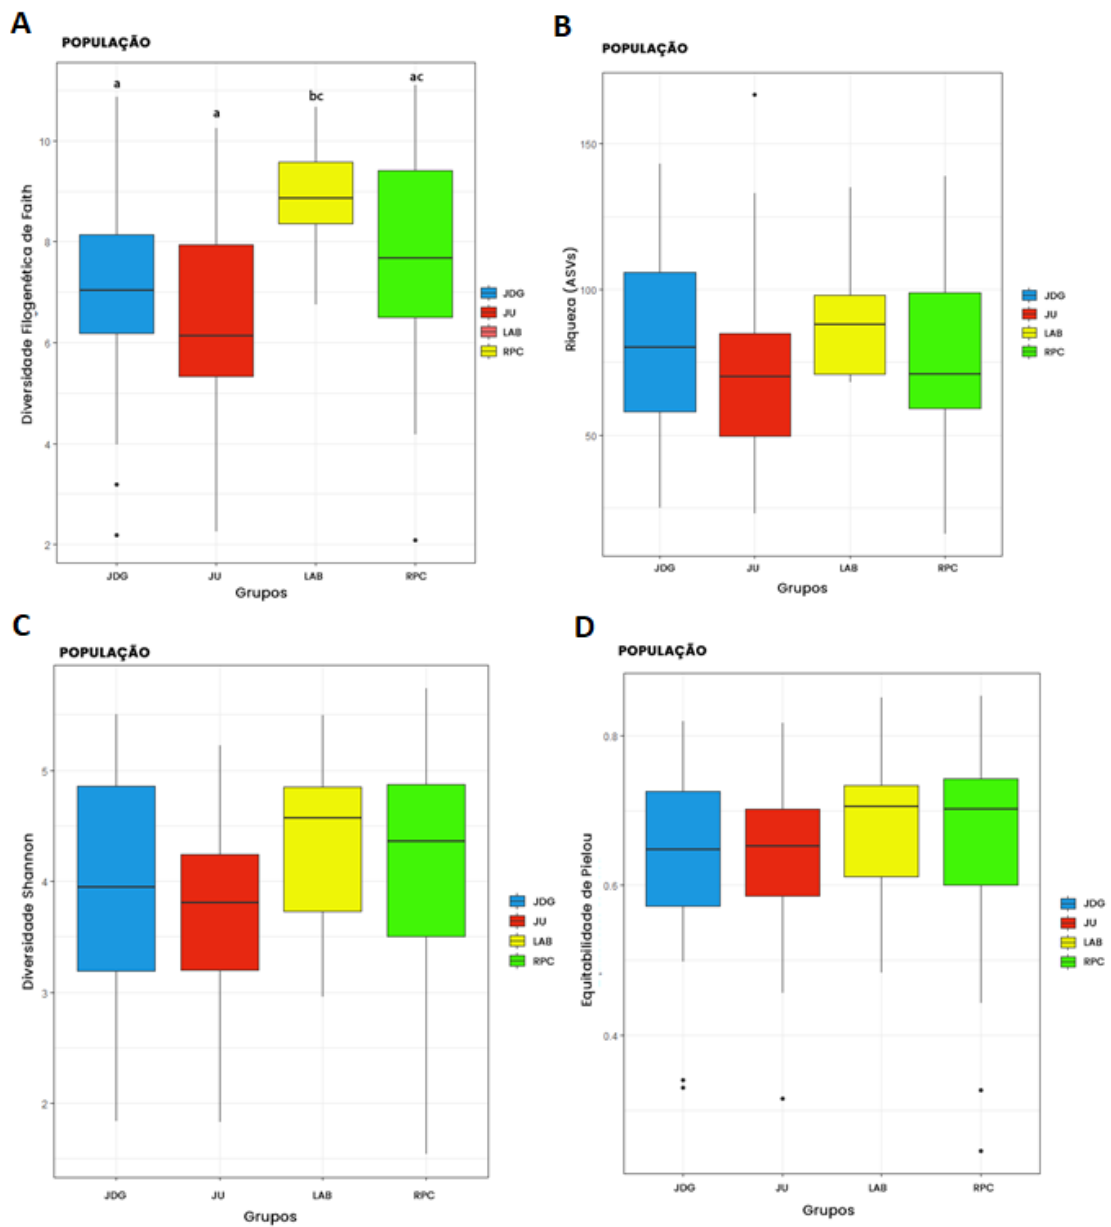 A
POPULAÇÃO
a
a
bc
ac
10
8
6
4
2
Diversidade Filogenética de Faith
JDG
JU
LAB
RPC
Grupos
JDG
JU
LAB
RPC
B
POPULAÇÃO
150
100
50
Riqueza (ASVs)
JDG
JU
LAB
RPC
Grupos
JDG
JU
LAB
RPC
C
POPULAÇÃO
5
4
3
2
Diversidade Shannon
JDG
JU
LAB
RPC
Grupos
JDG
JU
LAB
RPC
D
POPULAÇÃO
0.8
0.6
0.4
Equitabilidade de Pielou
JDG
JU
LAB
RPC
Grupos
JDG
JU
LAB
RPC